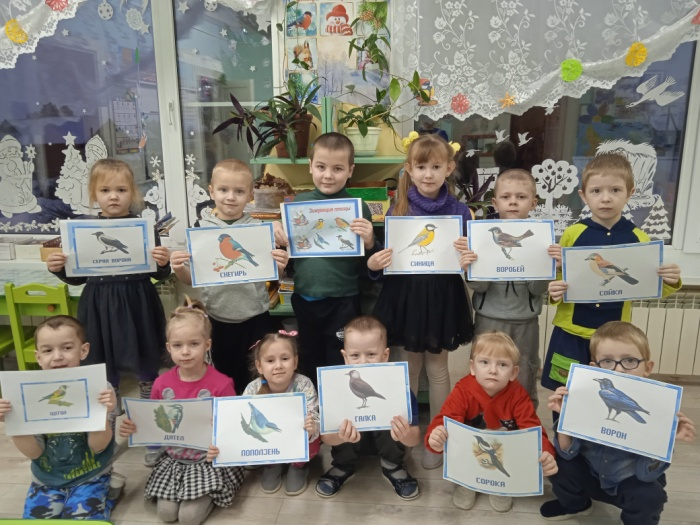 СЕРАЯ ВОРОНА
СНЕГИРЬ
Зимующие птицы
СИНИЦА
ВОРОБЕЙ
СОЙКА
ДЯТЕЛ
ПОПОЛЗЕНЬ
ГАЛКА
СОРОКА
ВОРОН